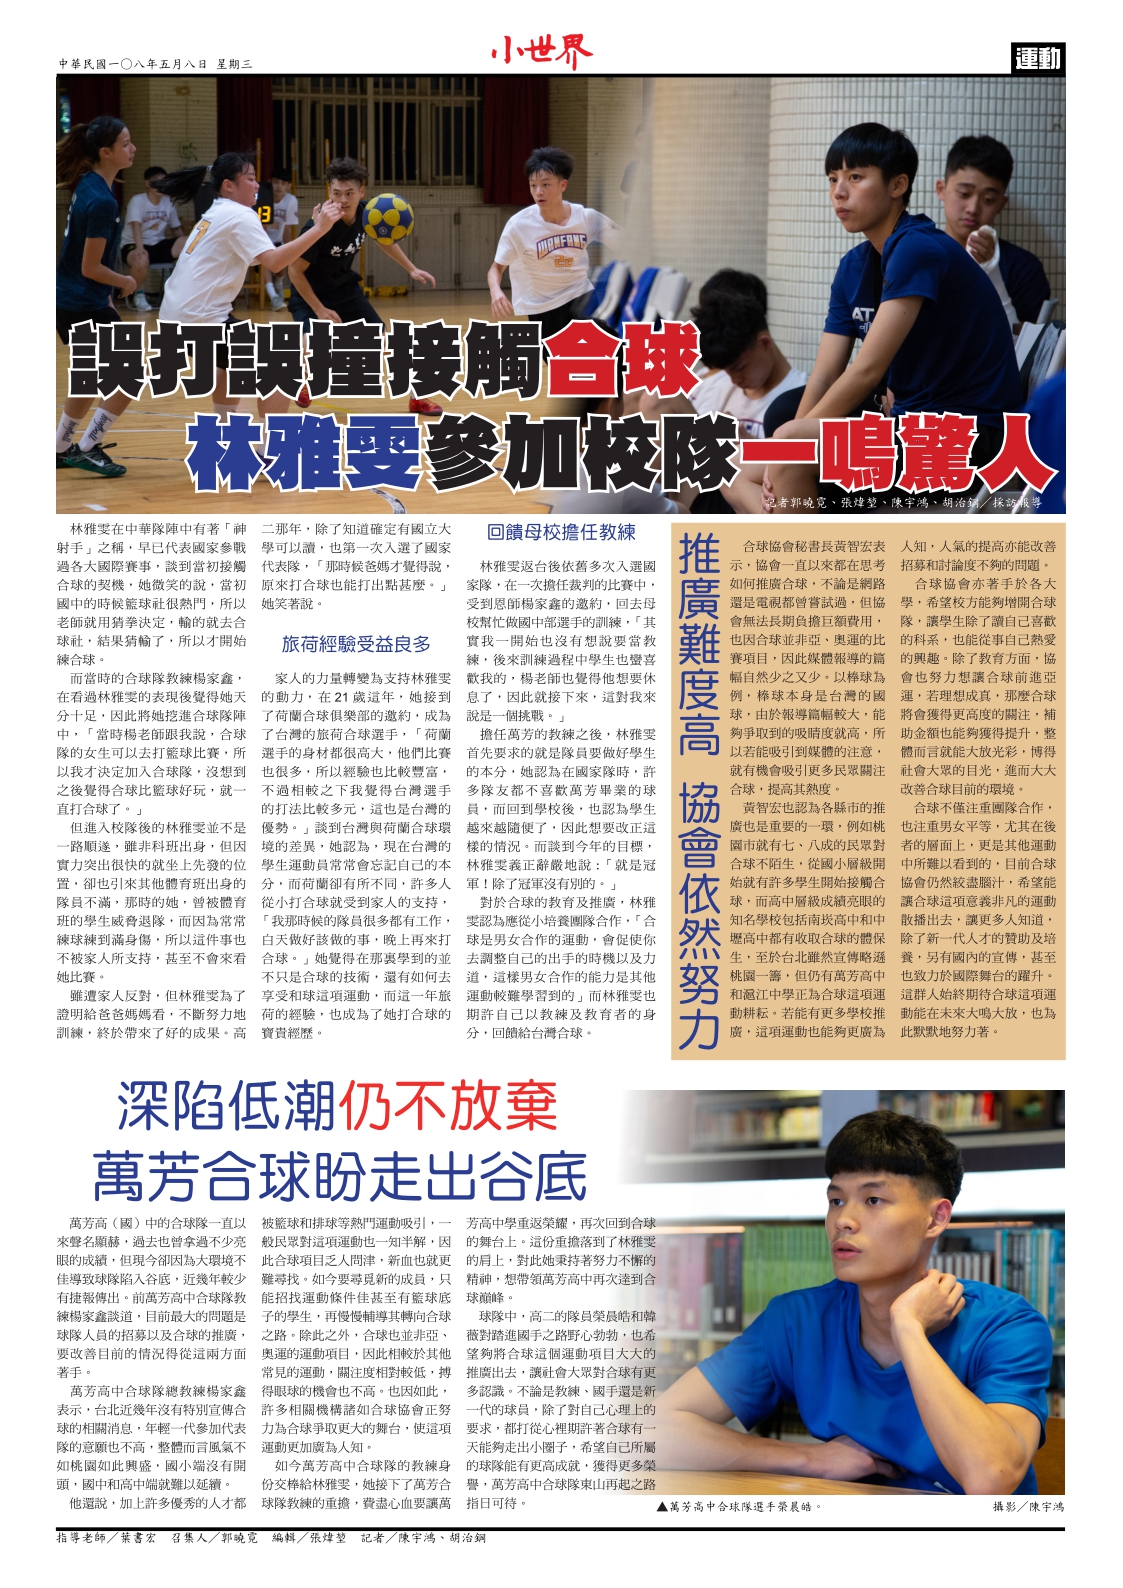 中華民國一〇八年五月八日 星期三
小世界
運動
13
1
WANFANG
誤打誤撞接觸合球
林雅雯參加校隊一鳴驚人
記者郭曉寬、張煒堃、陳宇鴻、胡治鋼／採訪報導
林雅雯在中華隊陣中有著「神
射手」之稱，早已代表國家參戰
過各大國際賽事，談到當初接觸
合球的契機，她微笑的說，當初
國中的時候籃球社很熱門，所以
老師就用猜拳決定，輸的就去合
球社，結果猜輸了，所以才開始
練合球。
而當時的合球隊教練楊家鑫，
在看過林雅雯的表現後覺得她天
分十足，因此將她挖進合球隊陣
中，「當時楊老師跟我說，合球
隊的女生可以去打籃球比賽，所
以我才決定加入合球隊，沒想到
之後覺得合球比籃球好玩，就一
直打合球了。」
但進入校隊後的林雅雯並不是
一路順遂，雖非科班出身，但因
實力突出很快的就坐上先發的位
置，卻也引來其他體育班出身的
隊員不滿，那時的她，曾被體育
班的學生威脅退隊，而因為常常
練球練到滿身傷，所以這件事也
不被家人所支持，甚至不會來看
她比賽。
雖遭家人反對，但林雅雯為了
證明給爸爸媽媽看，不斷努力地
訓練，終於帶來了好的成果。高
二那年，除了知道確定有國立大
學可以讀，也第一次入選了國家
代表隊，「那時候爸媽才覺得說，
原來打合球也能打出點甚麼。」
她笑著說。
旅荷經驗受益良多
家人的力量轉變為支持林雅雯
的動力，在 21 歲這年，她接到
了荷蘭合球俱樂部的邀約，成為
了台灣的旅荷合球選手，「荷蘭
選手的身材都很高大，他們比賽
也很多，所以經驗也比較豐富，
不過相較之下我覺得台灣選手
的打法比較多元，這也是台灣的
優勢。」談到台灣與荷蘭合球環
境的差異，她認為，現在台灣的
學生運動員常常會忘記自己的本
分，而荷蘭卻有所不同，許多人
從小打合球就受到家人的支持，
「我那時候的隊員很多都有工作，
白天做好該做的事，晚上再來打
合球。」她覺得在那裏學到的並
不只是合球的技術，還有如何去
享受和球這項運動，而這一年旅
荷的經驗，也成為了她打合球的
寶貴經歷。
回饋母校擔任教練
林雅雯返台後依舊多次入選國
家隊，在一次擔任裁判的比賽中，
受到恩師楊家鑫的邀約，回去母
校幫忙做國中部選手的訓練，「其
實我一開始也沒有想說要當教
練，後來訓練過程中學生也蠻喜
歡我的，楊老師也覺得他想要休
息了，因此就接下來，這對我來
說是一個挑戰。」
擔任萬芳的教練之後，林雅雯
首先要求的就是隊員要做好學生
的本分，她認為在國家隊時，許
多隊友都不喜歡萬芳畢業的球
員，而回到學校後，也認為學生
越來越隨便了，因此想要改正這
樣的情況。而談到今年的目標，
林雅雯義正辭嚴地說：「就是冠
軍！除了冠軍沒有別的。」
對於合球的教育及推廣，林雅
雯認為應從小培養團隊合作，「合
球是男女合作的運動，會促使你
去調整自己的出手的時機以及力
道，這樣男女合作的能力是其他
運動較難學習到的」而林雅雯也
期許自己以教練及教育者的身
分，回饋給台灣合球。
推廣難度高 協會依然努力
合球協會秘書長黃智宏表
示，協會一直以來都在思考
如何推廣合球，不論是網路
還是電視都曾嘗試過，但協
會無法長期負擔巨額費用，
也因合球並非亞、奧運的比
賽項目，因此媒體報導的篇
幅自然少之又少。以棒球為
例，棒球本身是台灣的國
球，由於報導篇幅較大，能
夠爭取到的吸睛度就高，所
以若能吸引到媒體的注意，
就有機會吸引更多民眾關注
合球，提高其熱度。
黃智宏也認為各縣市的推
廣也是重要的一環，例如桃
園市就有七、八成的民眾對
合球不陌生，從國小層級開
始就有許多學生開始接觸合
球，而高中層級成績亮眼的
知名學校包括南崁高中和中
壢高中都有收取合球的體保
生，至於台北雖然宣傳略遜
桃園一籌，但仍有萬芳高中
和滬江中學正為合球這項運
動耕耘。若能有更多學校推
廣，這項運動也能夠更廣為
人知，人氣的提高亦能改善
招募和討論度不夠的問題。
合球協會亦著手於各大
學，希望校方能夠增開合球
隊，讓學生除了讀自己喜歡
的科系，也能從事自己熱愛
的興趣。除了教育方面，協
會也努力想讓合球前進亞
運，若理想成真，那麼合球
將會獲得更高度的關注，補
助金額也能夠獲得提升，整
體而言就能大放光彩，博得
社會大眾的目光，進而大大
改善合球目前的環境。
合球不僅注重團隊合作，
也注重男女平等，尤其在後
者的層面上，更是其他運動
中所難以看到的，目前合球
協會仍然絞盡腦汁，希望能
讓合球這項意義非凡的運動
散播出去，讓更多人知道，
除了新一代人才的贊助及培
養，另有國內的宣傳，甚至
也致力於國際舞台的躍升。
這群人始終期待合球這項運
動能在未來大鳴大放，也為
此默默地努力著。
深陷低潮仍不放棄
萬芳合球盼走出谷底
萬芳高（國）中的合球隊一直以
來聲名顯赫，過去也曾拿過不少亮
眼的成績，但現今卻因為大環境不
佳導致球隊陷入谷底，近幾年較少
有捷報傳出。前萬芳高中合球隊教
練楊家鑫談道，目前最大的問題是
球隊人員的招募以及合球的推廣，
要改善目前的情況得從這兩方面
著手。
萬芳高中合球隊總教練楊家鑫
表示，台北近幾年沒有特別宣傳合
球的相關消息，年輕一代參加代表
隊的意願也不高，整體而言風氣不
如桃園如此興盛，國小端沒有開
頭，國中和高中端就難以延續。
他還說，加上許多優秀的人才都
被籃球和排球等熱門運動吸引，一
般民眾對這項運動也一知半解，因
此合球項目乏人問津，新血也就更
難尋找。如今要尋覓新的成員，只
能招找運動條件佳甚至有籃球底
子的學生，再慢慢輔導其轉向合球
之路。除此之外，合球也並非亞、
奧運的運動項目，因此相較於其他
常見的運動，關注度相對較低，搏
得眼球的機會也不高。也因如此，
許多相關機構諸如合球協會正努
力為合球爭取更大的舞台，使這項
運動更加廣為人知。
如今萬芳高中合球隊的教練身
份交棒給林雅雯，她接下了萬芳合
球隊教練的重擔，費盡心血要讓萬
芳高中學重返榮耀，再次回到合球
的舞台上。這份重擔落到了林雅雯
的肩上，對此她秉持著努力不懈的
精神，想帶領萬芳高中再次達到合
球巔峰。
球隊中，高二的隊員榮晨皓和韓
薇對踏進國手之路野心勃勃，也希
望夠將合球這個運動項目大大的
推廣出去，讓社會大眾對合球有更
多認識。不論是教練、國手還是新
一代的球員，除了對自己心理上的
要求，都打從心裡期許著合球有一
天能夠走出小圈子，希望自己所屬
的球隊能有更高成就，獲得更多榮
譽，萬芳高中合球隊東山再起之路
指日可待。
▲萬芳高中合球隊選手榮晨皓。
攝影／陳宇鴻
指導老師／葉書宏　召集人／郭曉寬　編輯／張煒堃　記者／陳宇鴻、胡治鋼